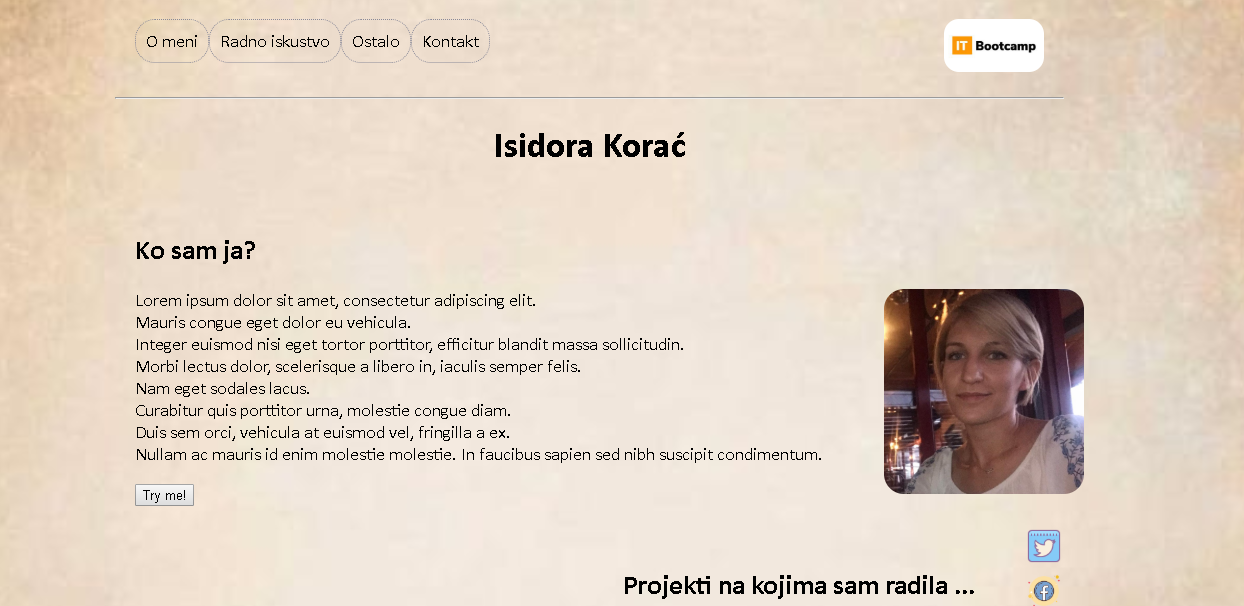 O meni Radno iskustvo Ostalo Kontakt
IT Bootcamp
Isidora Korać
Ko sam ja?
Lorem ipsum dolor sit amet, consectetur adipiscing elit.
Mauris congue eget dolor eu vehicula.
Integer euismod nisi eget tortor porttitor, efficitur blandit massa sollicitudin.
Morbi lectus dolor, scelerisque a libero in, iaculis semper felis.
Nam eget sodales lacus.
Curabitur quis porttitor urna, molestie congue diam.
Duis sem orci, vehicula at euismod vel, fringilla a ex.
Nullam ac mauris id enim molestie molestie. In faucibus sapien sed nibh suscipit condimentum.
Try me!
Projekti na kojima sam radila ...